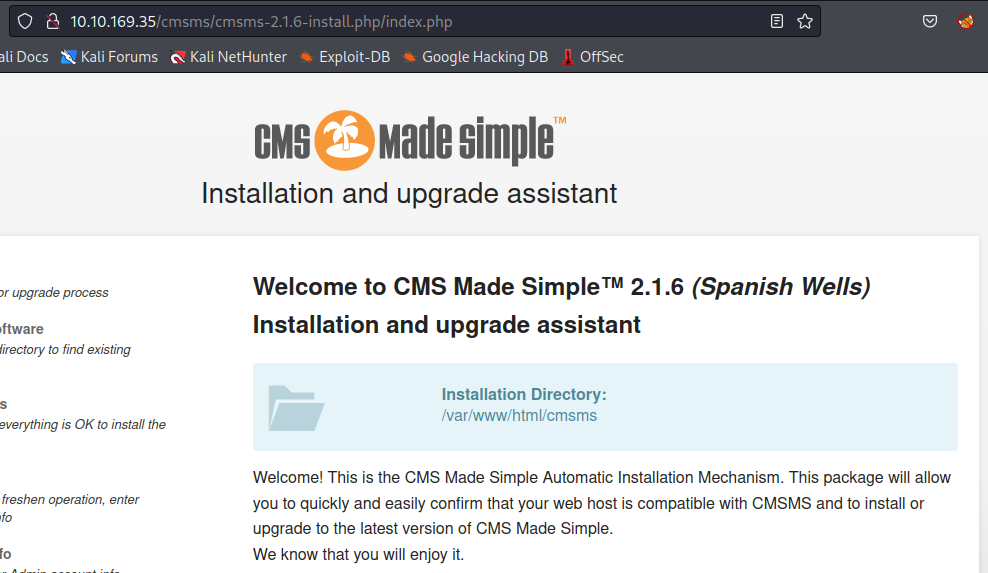 10.10.169.35/cmsms/cmsms-2.1.6-install.php/index.php
ali Docs Kali Forums Kali NetHunter Exploit-DB Google Hacking DB OffSec
CMS Made simple™
Installation and upgrade assistant
or upgrade process
oftware
directory to find existing
s
everything is OK to install the
freshen operation, enter
nfo
fo
r Admin account info
Welcome to CMS Made Simple™ 2.1.6 (Spanish Wells)
Installation and upgrade assistant
Installation Directory:
/var/www/html/cmsms
Welcome! This is the CMS Made Simple Automatic Installation Mechanism. This package will allow
you to quickly and easily confirm that your web host is compatible with CMSMS and to install or
upgrade to the latest version of CMS Made Simple.
We know that you will enjoy it.